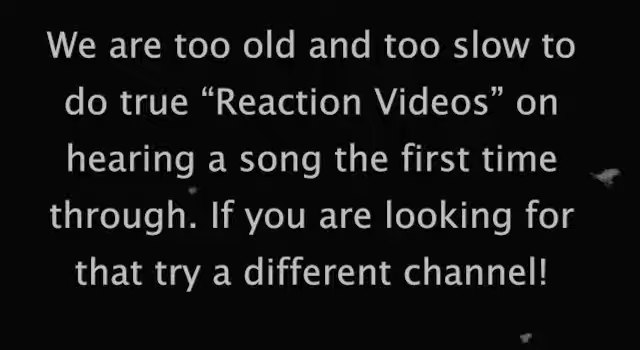 We are too old and too slow to
do true “Reaction Videos” on
hearing a song the first time
through. If you are looking for
that try a different channel!